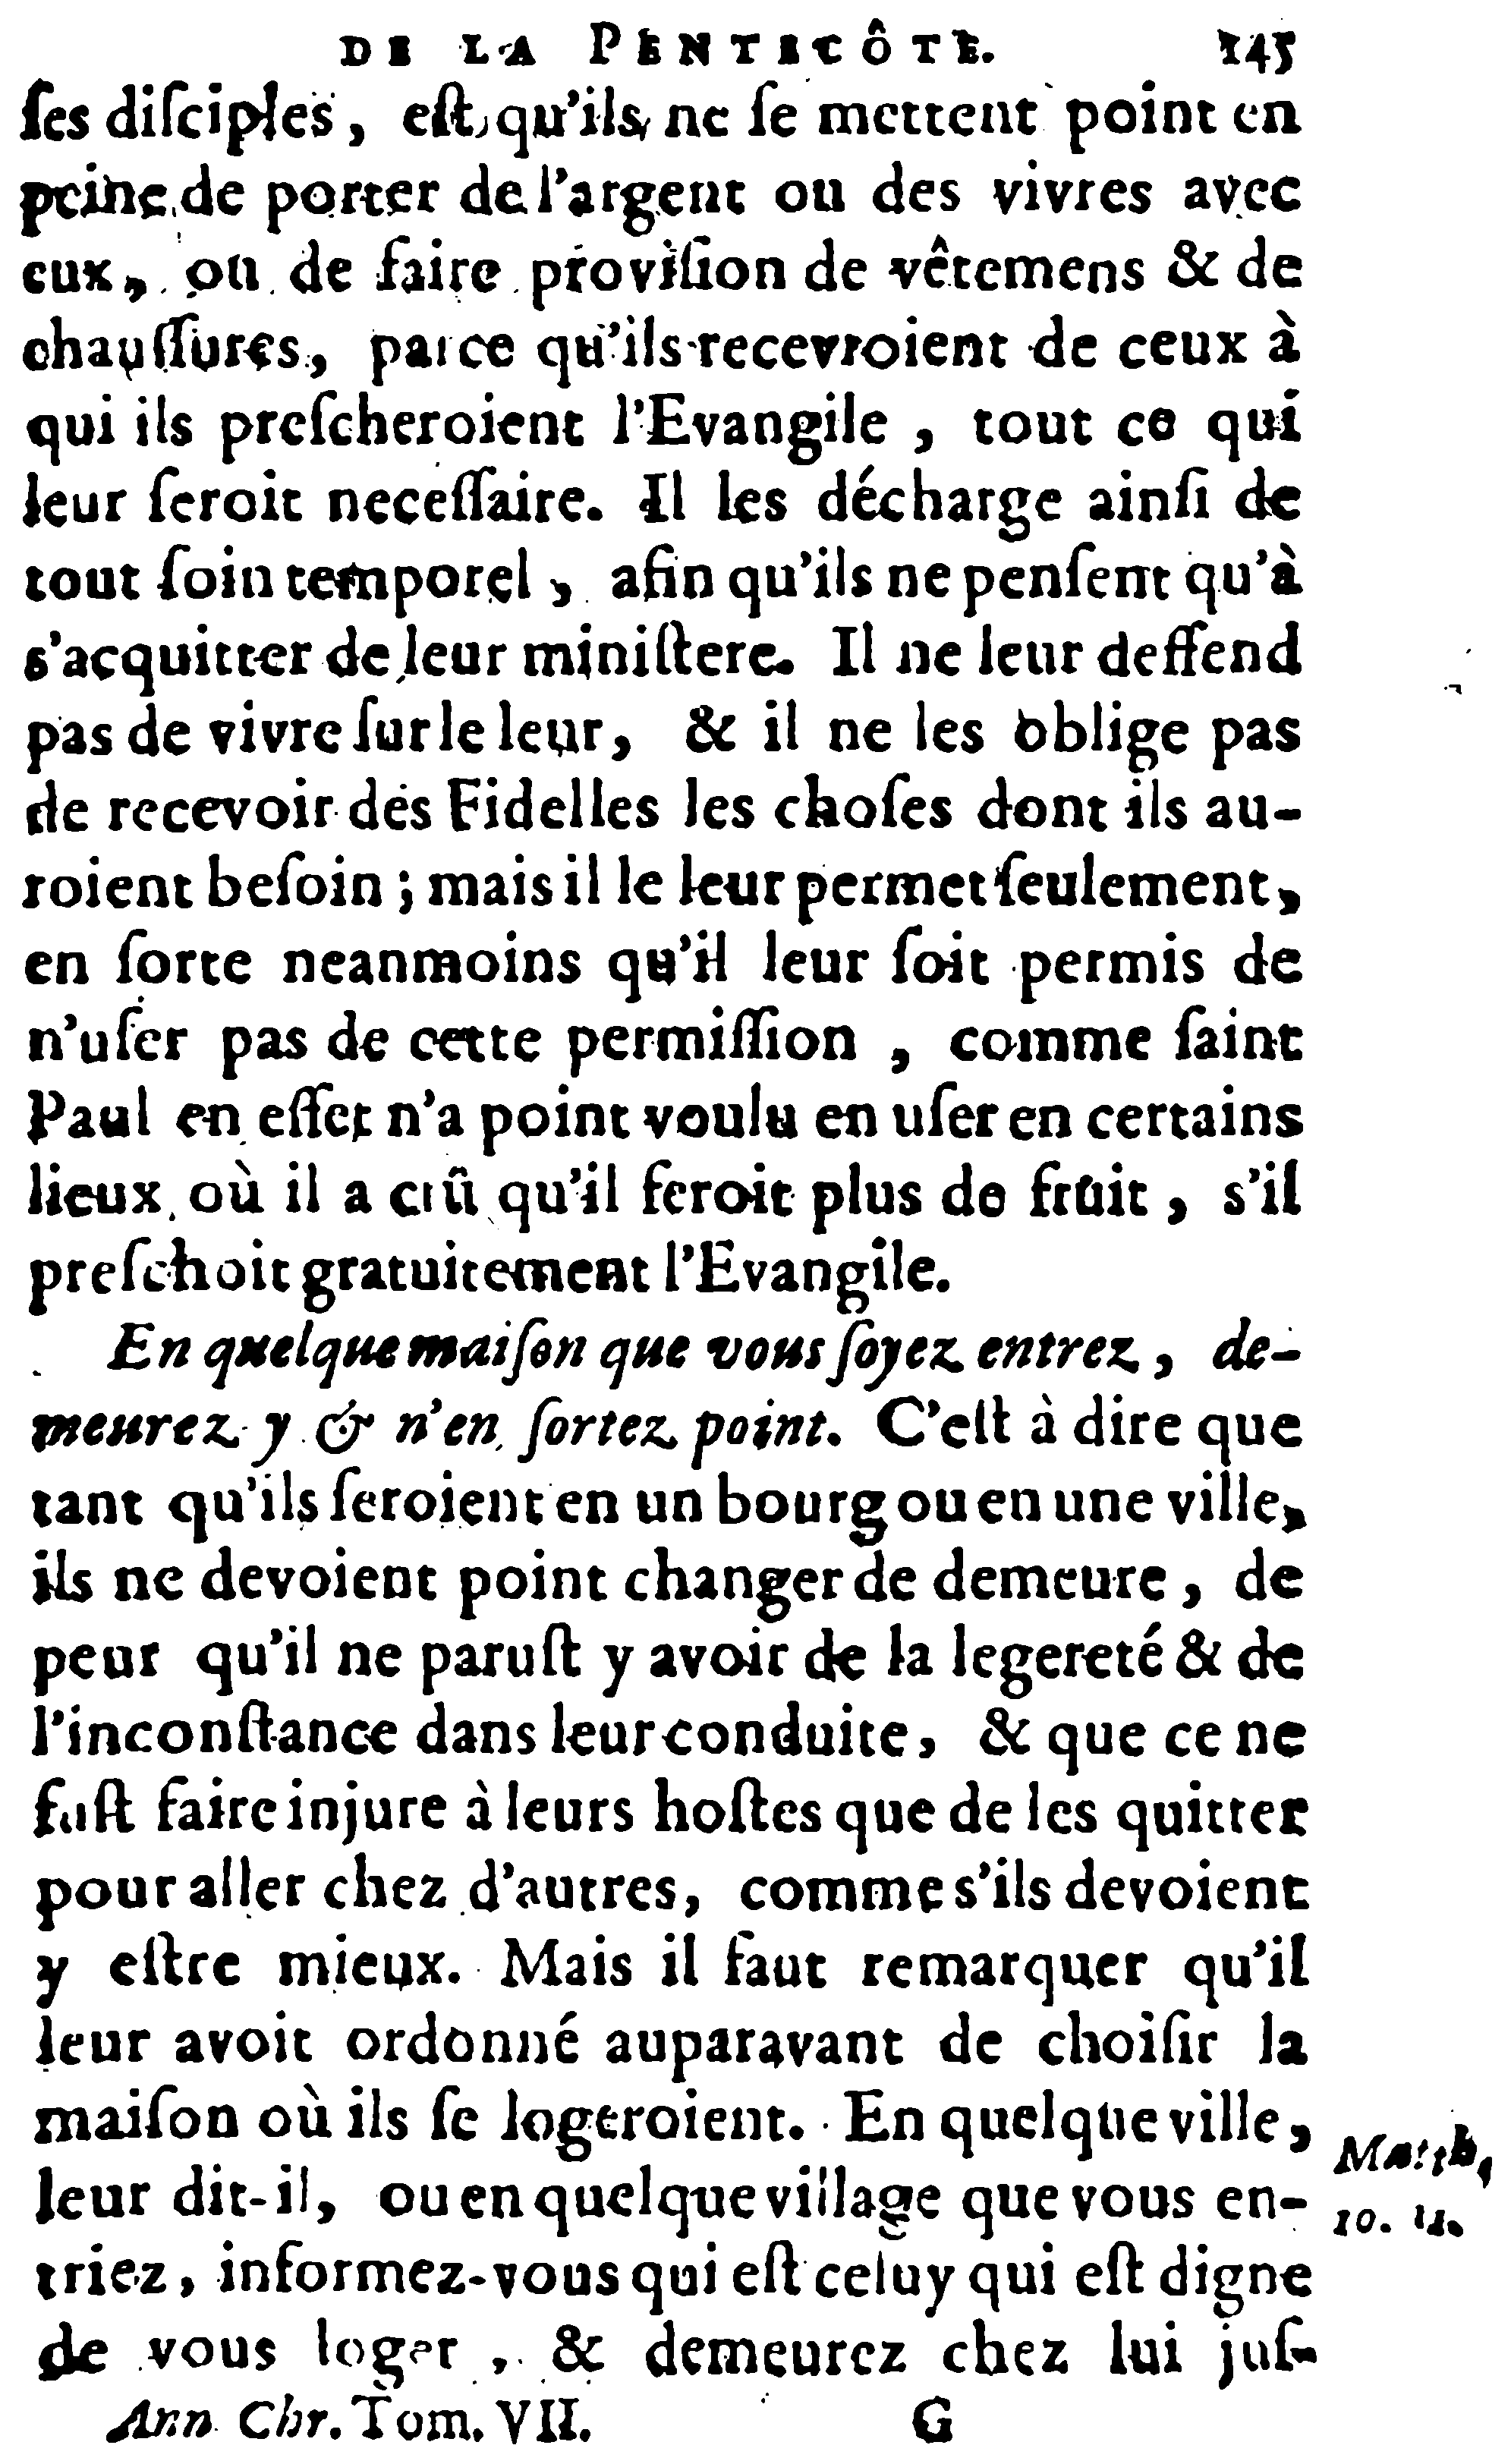 DE LA PENTECÔTE. 145
ſes diſciples, eſt qu'ils ne ſe mettent point en
peine de porter de l'argent ou des vivres avec
eux, ou de faire proviſion de vêtemens & de
chauſſures, parce qu'ils recevroient de ceux à
qui ils preſcheroient l'Evangile, tout ce qui
leur ſeroit neceſſaire. Il les décharge ainſi de
tout ſoin temporel, afin qu'ils ne penſent qu'à
s'acquitter de leur miniſtere. Il ne leur deffend
pas de vivre ſur le leur, & il ne les oblige pas
de recevoir des Fidelles les choſes dont ils au-
roient beſoin; mais il le leur permet ſeulement,
en ſorte neanmoins qu'il leur ſoit permis de
n'uſer pas de cette permiſſion, comme ſaint
Paul en effet n'a point voulu en uſer en certains
lieux où il a crû qu'il feroit plus de fruit, s'il
preſchoit gratuitement l'Evangile.
En quelque maiſon que vous ſoyez entrez, de-
meurez y & n'en ſortez point. C'eſt à dire que
tant qu'ils ſeroient en un bourg ou en une ville,
ils ne devoient point changer de demeure, de
peur qu'il ne paruſt y avoir de la legereté & de
l'inconſtance dans leur conduite, & que ce ne
fuſt faire injure à leurs hoſtes que de les quitter
pour aller chez d'autres, comme s'ils devoient
y eſtre mieux. Mais il faut remarquer qu'il
leur avoit ordonné auparavant de choiſir la
maiſon où ils ſe logeroient. En quelque ville,
leur dit-il, ou en quelque village que vous en-
triez, informez-vous qui eſt celuy qui eſt digne
de vous loger, & demeurez chez lui juſ-
Matth.
10. 11.
Ann Chr. Tom. VII. G